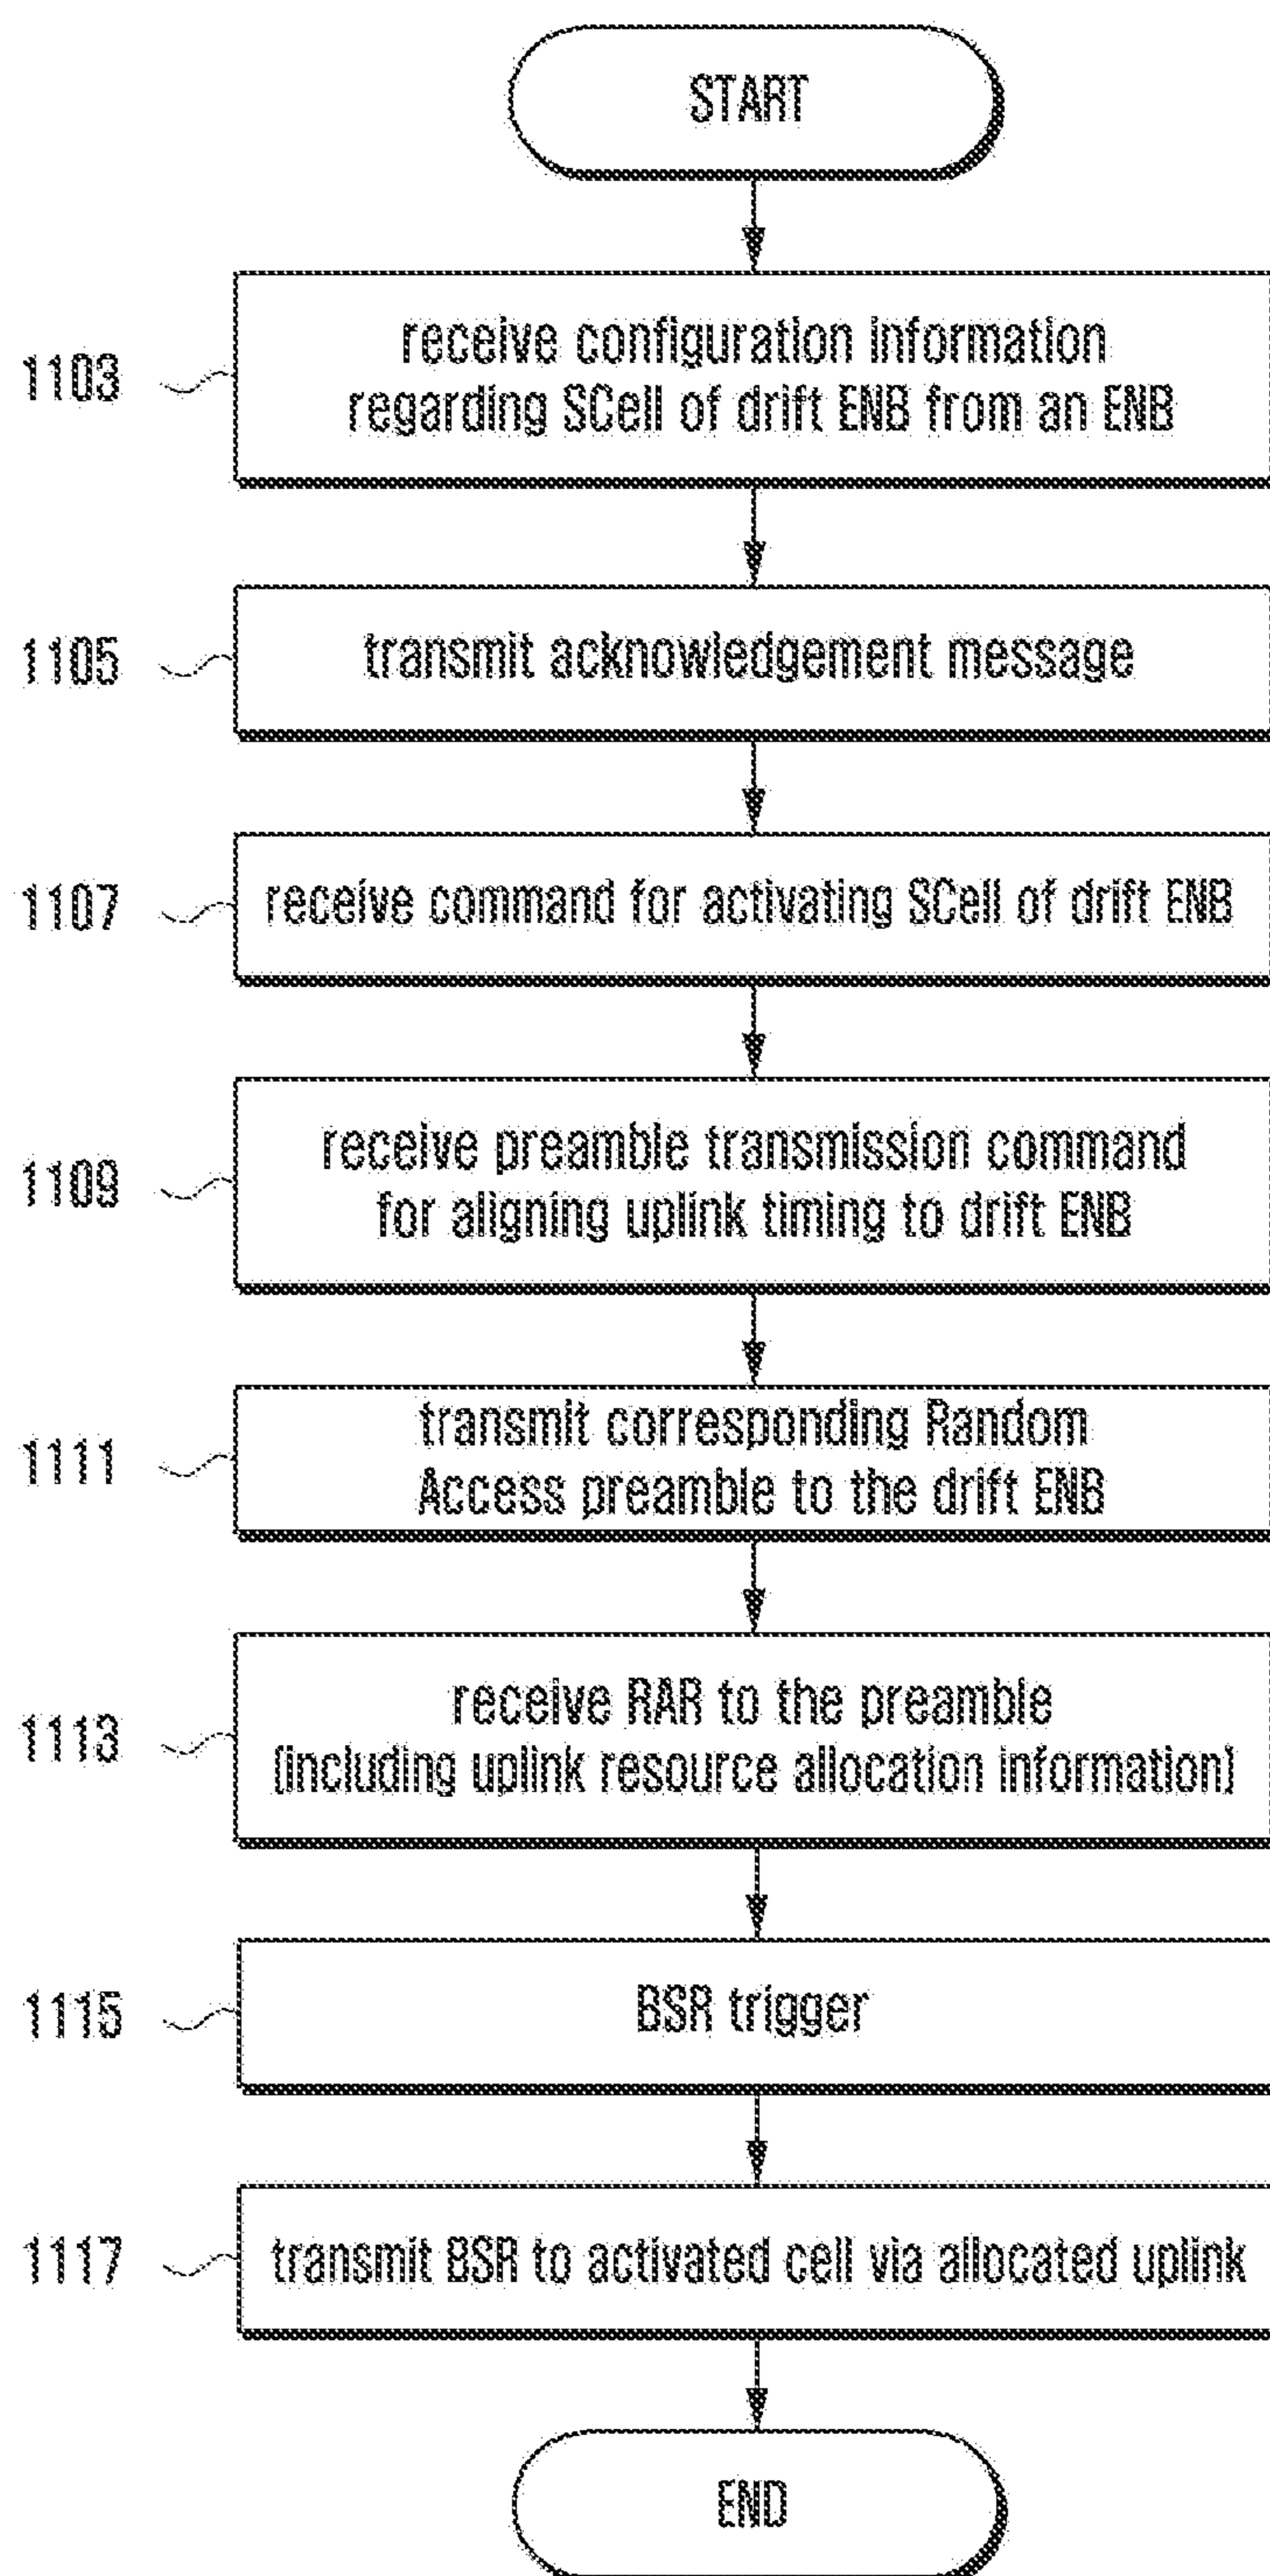 START
1103
receive configuration information
regarding SCell of drift ENB from an ENB
1105
transmit acknowledgement message
1107
receive command for activating SCell of drift ENB
1109
receive preamble transmission command
for aligning uplink timing to drift ENB
1111
transmit corresponding Random
Access preamble to the drift ENB
1113
receive RAR to the preamble
(including uplink resource allocation information)
1115
BSR trigger
1117
transmit BSR to activated cell via allocated uplink
END